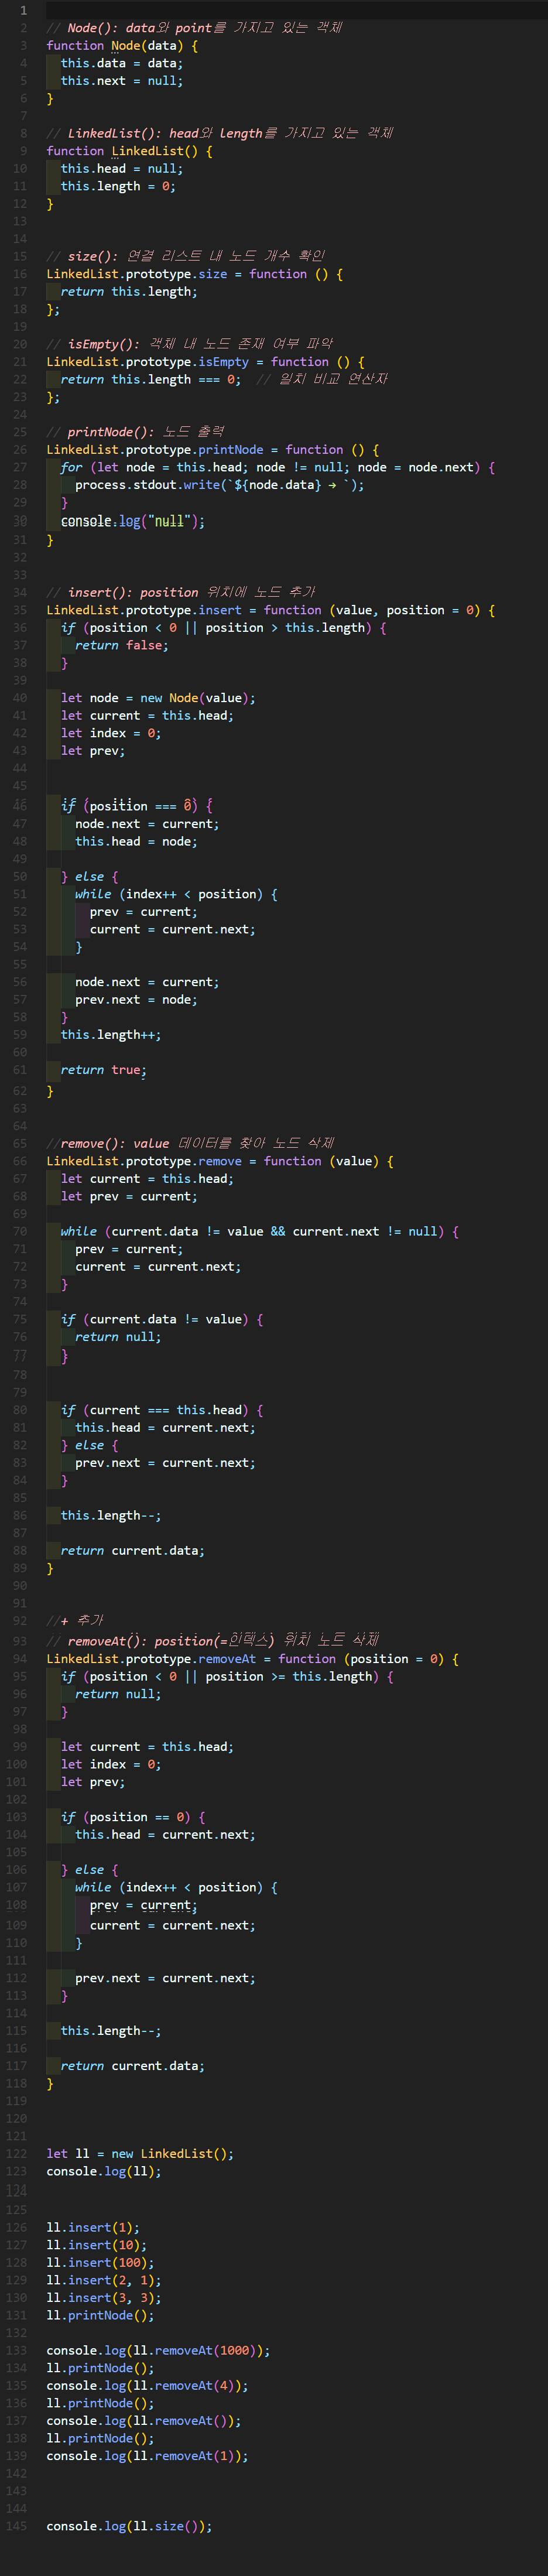 1
2 // Node(): data와 point를 가지고 있는 객체
3 function Node(data) {
4   this.data = data;
5   this.next = null;
6 }
7
8 // LinkedList(): head와 length를 가지고 있는 객체
9 function LinkedList() {
10   this.head = null;
11   this.length = 0;
12 }
13
14
15 // size(): 연결 리스트 내 노드 개수 확인
16 LinkedList.prototype.size = function () {
17   return this.length;
18 };
19
20 // isEmpty(): 객체 내 노드 존재 여부 파악
21 LinkedList.prototype.isEmpty = function () {
22   return this.length === 0;  // 일치 비교 연산자
23 };
24
25 // printNode(): 노드 출력
26 LinkedList.prototype.printNode = function () {
27   for (let node = this.head; node != null; node = node.next) {
28     process.stdout.write(`${node.data} → `);
29   }
30   console.log("null");
31 }
32
33
34 // insert(): position 위치에 노드 추가
35 LinkedList.prototype.insert = function (value, position = 0) {
36   if (position < 0 || position > this.length) {
37     return false;
38   }
39
40   let node = new Node(value);
41   let current = this.head;
42   let index = 0;
43   let prev;
44
45
46   if (position === 0) {
47     node.next = current;
48     this.head = node;
49
50   } else {
51     while (index++ < position) {
52       prev = current;
53       current = current.next;
54     }
55
56     node.next = current;
57     prev.next = node;
58   }
59   this.length++;
60
61   return true;
62 }
63
64
65 //remove(): value 데이터를 찾아 노드 삭제
66 LinkedList.prototype.remove = function (value) {
67   let current = this.head;
68   let prev = current;
69
70   while (current.data != value && current.next != null) {
71     prev = current;
72     current = current.next;
73   }
74
75   if (current.data != value) {
76     return null;
77   }
78
79
80   if (current === this.head) {
81     this.head = current.next;
82   } else {
83     prev.next = current.next;
84   }
85
86   this.length--;
87
88   return current.data;
89 }
90
91
92 //+ 추가
93 // removeAt(): position(=인덱스) 위치 노드 삭제
94 LinkedList.prototype.removeAt = function (position = 0) {
95   if (position < 0 || position >= this.length) {
96     return null;
97   }
98
99   let current = this.head;
100   let index = 0;
101   let prev;
102
103   if (position == 0) {
104     this.head = current.next;
105
106   } else {
107     while (index++ < position) {
108       prev = current;
109       current = current.next;
110     }
111
112     prev.next = current.next;
113   }
114
115   this.length--;
116
117   return current.data;
118 }
119
120
121
122 let ll = new LinkedList();
123 console.log(ll);
124
125
126 ll.insert(1);
127 ll.insert(10);
128 ll.insert(100);
129 ll.insert(2, 1);
130 ll.insert(3, 3);
131 ll.printNode();
132
133 console.log(ll.removeAt(1000));
134 ll.printNode();
135 console.log(ll.removeAt(4));
136 ll.printNode();
137 console.log(ll.removeAt());
138 ll.printNode();
139 console.log(ll.removeAt(1));
142
143
144
145 console.log(ll.size());